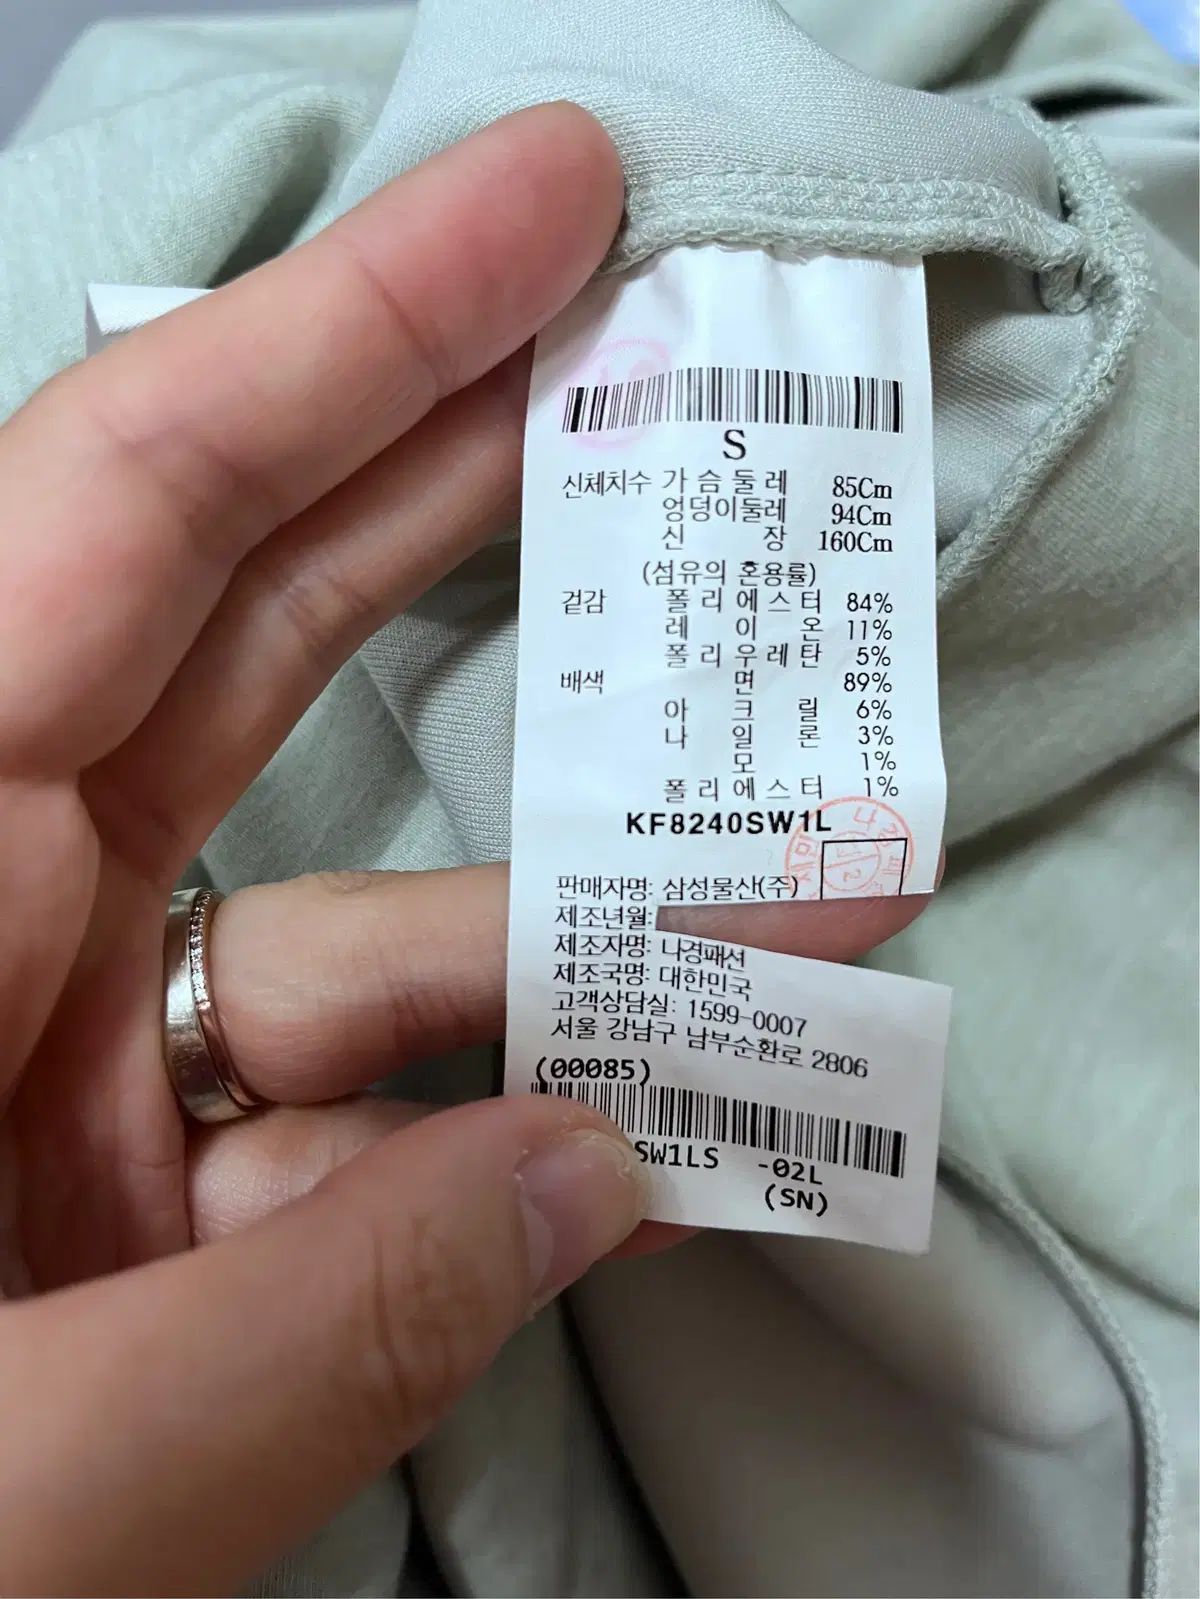 S
신체치수 가슴둘레 85Cm
엉덩이둘레 94Cm
신장 160Cm
(섬유의 혼용률)
겉감 폴리에스터 84%
레이온 11%
폴리우레탄 5%
배색 면 89%
아크릴 6%
나일론 3%
모 1%
폴리에스터 1%
KF8240SW1L
판매자명: 삼성물산(주)
제조년월:
제조자명: 나경패션
제조국명: 대한민국
고객상담실: 1599-0007
서울 강남구 남부순환로 2806
(00085)
SW1LS -02L
(SN)